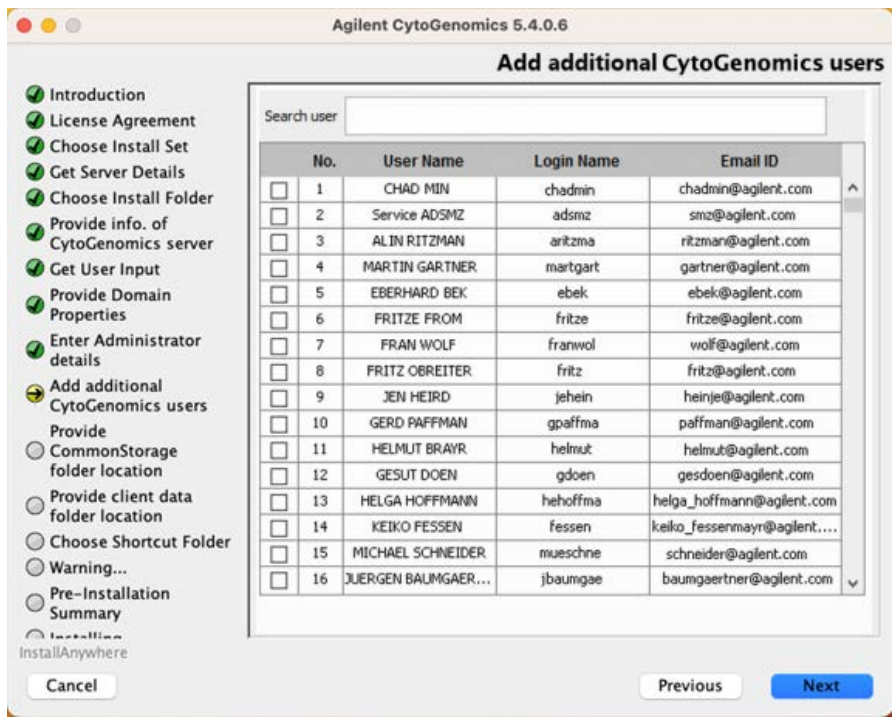 Agilent CytoGenomics 5.4.0.6
Add additional CytoGenomics users
Introduction
License Agreement
Choose Install Set
Get Server Details
Choose Install Folder
Provide info. of
CytoGenomics server
Get User Input
Provide Domain
Properties
Enter Administrator
details
Add additional
CytoGenomics users
Provide
CommonStorage
folder location
Provide client data
folder location
Choose Shortcut Folder
Warning...
Pre-Installation
Summary
Installing
Search user
No. User Name Login Name Email ID
1 CHAD MIN chadmin chadmin@agilent.com
2 Service ADSMZ adsmz smz@agilent.com
3 ALIN RITZMAN aritzma ritzman@agilent.com
4 MARTIN GARTNER martgart gartner@agilent.com
5 EBERHARD BEK ebek ebek@agilent.com
6 FRITZE FROM fritze fritze@agilent.com
7 FRAN WOLF franwol wolf@agilent.com
8 FRITZ OBREITER fritz fritz@agilent.com
9 JEN HEIRD jehein heinje@agilent.com
10 GERD PAFFMAN gpaffma paffman@agilent.com
11 HELMUT BRAYR helmut helmut@agilent.com
12 GESUT DOEN gdoen gesdoen@agilent.com
13 HELGA HOFFMANN hehoffma helga_hoffmann@agilent.com
14 KEIKO FESSEN fessen keiko_fessenmayr@agilent....
15 MICHAEL SCHNEIDER mueschne schneider@agilent.com
16 JUERGEN BAUMGAER... jbaumgae baumgaertner@agilent.com
InstallAnywhere
Cancel
Previous
Next